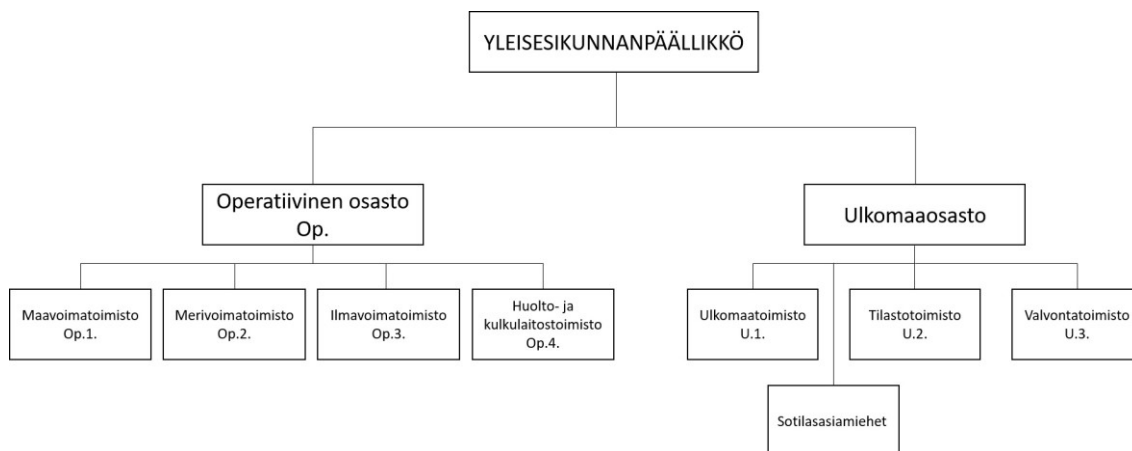 YLEISESIKUNNANPÄÄLLIKKÖ
Operatiivinen osasto
Op.
Ulkomaaosasto
Maavoimatoimisto
Op.1.
Merivoimatoimisto
Op.2.
Ilmavoimatoimisto
Op.3.
Huolto- ja
kulkulaitostoimisto
Op.4.
Ulkomaatoimisto
U.1.
Tilastotoimisto
U.2.
Valvontatoimisto
U.3.
Sotilasasiamiehet